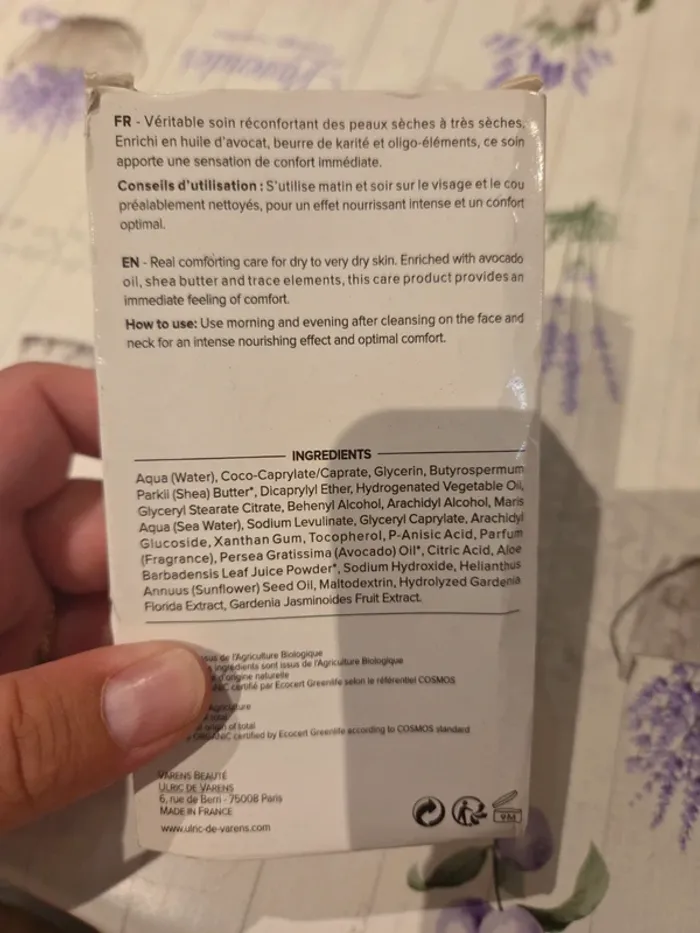 FR - Véritable soin réconfortant des peaux sèches à très sèches.
Enrichi en huile d'avocat, beurre de karité et oligo-éléments, ce soin
apporte une sensation de confort immédiate.
Conseils d'utilisation : S'utilise matin et soir sur le visage et le cou
préalablement nettoyés, pour un effet nourrissant intense et un confort
optimal.
EN - Real comforting care for dry to very dry skin. Enriched with avocado
oil, shea butter and trace elements, this care product provides an
immediate feeling of comfort.
How to use: Use morning and evening after cleansing on the face and
neck for an intense nourishing effect and optimal comfort.
INGREDIENTS
Aqua (Water), Coco-Caprylate/Caprate, Glycerin, Butyrospermum
Parkii (Shea) Butter*, Dicaprylyl Ether, Hydrogenated Vegetable Oil,
Glyceryl Stearate Citrate, Behenyl Alcohol, Arachidyl Alcohol, Maris
Aqua (Sea Water), Sodium Levulinate, Glyceryl Caprylate, Arachidyl
Glucoside, Xanthan Gum, Tocopherol, P-Anisic Acid, Parfum
(Fragrance), Persea Gratissima (Avocado) Oil*, Citric Acid, Aloe
Barbadensis Leaf Juice Powder*, Sodium Hydroxide, Helianthus
Annuus (Sunflower) Seed Oil, Maltodextrin, Hydrolyzed Gardenia
Florida Extract, Gardenia Jasminoides Fruit Extract.
de l'Agriculture Biologique
ingrédients sont issus de l'Agriculture Biologique
d'origine naturelle
certifié par Ecocert Greenlife selon le référentiel COSMOS
Agriculture
total
origin of total
ORGANIC certified by Ecocert Greenlife according to COSMOS standard
VARENS BEAUTÉ
ULRIC DE VARENS
6, rue de Berri - 75008 Paris
MADE IN FRANCE
www.ulric-de-varens.com
9M